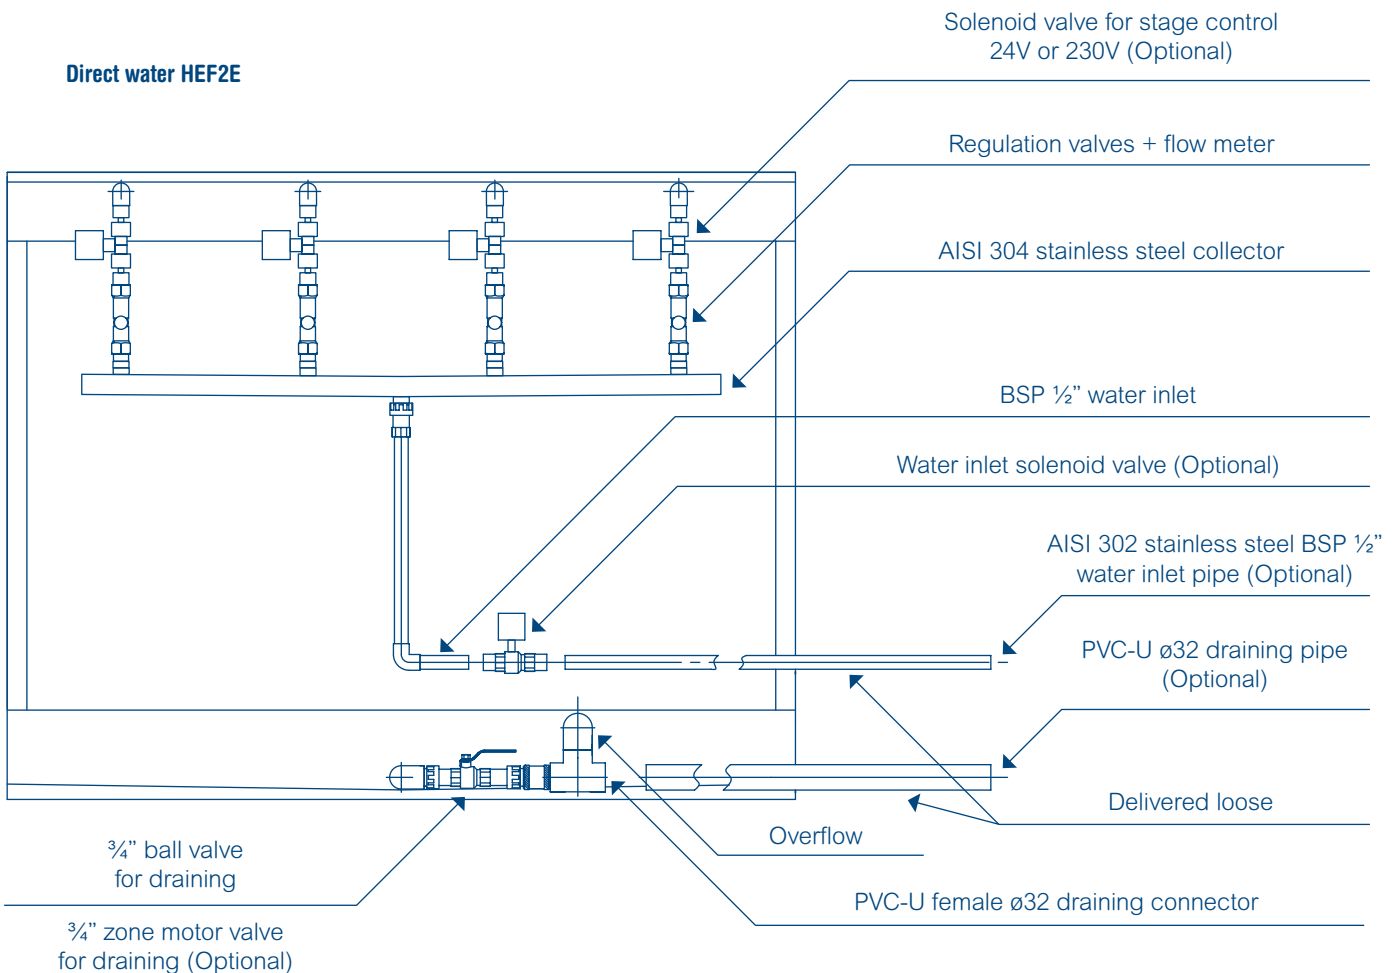 Solenoid valve for stage control
24V or 230V (Optional)
Direct water HEF2E
Regulation valves + flow meter
AISI 304 stainless steel collector
BSP ½” water inlet
Water inlet solenoid valve (Optional)
AISI 302 stainless steel BSP ½”
water inlet pipe (Optional)
PVC-U ø32 draining pipe
(Optional)
Delivered loose
Overflow
¾” ball valve
for draining
PVC-U female ø32 draining connector
¾” zone motor valve
for draining (Optional)